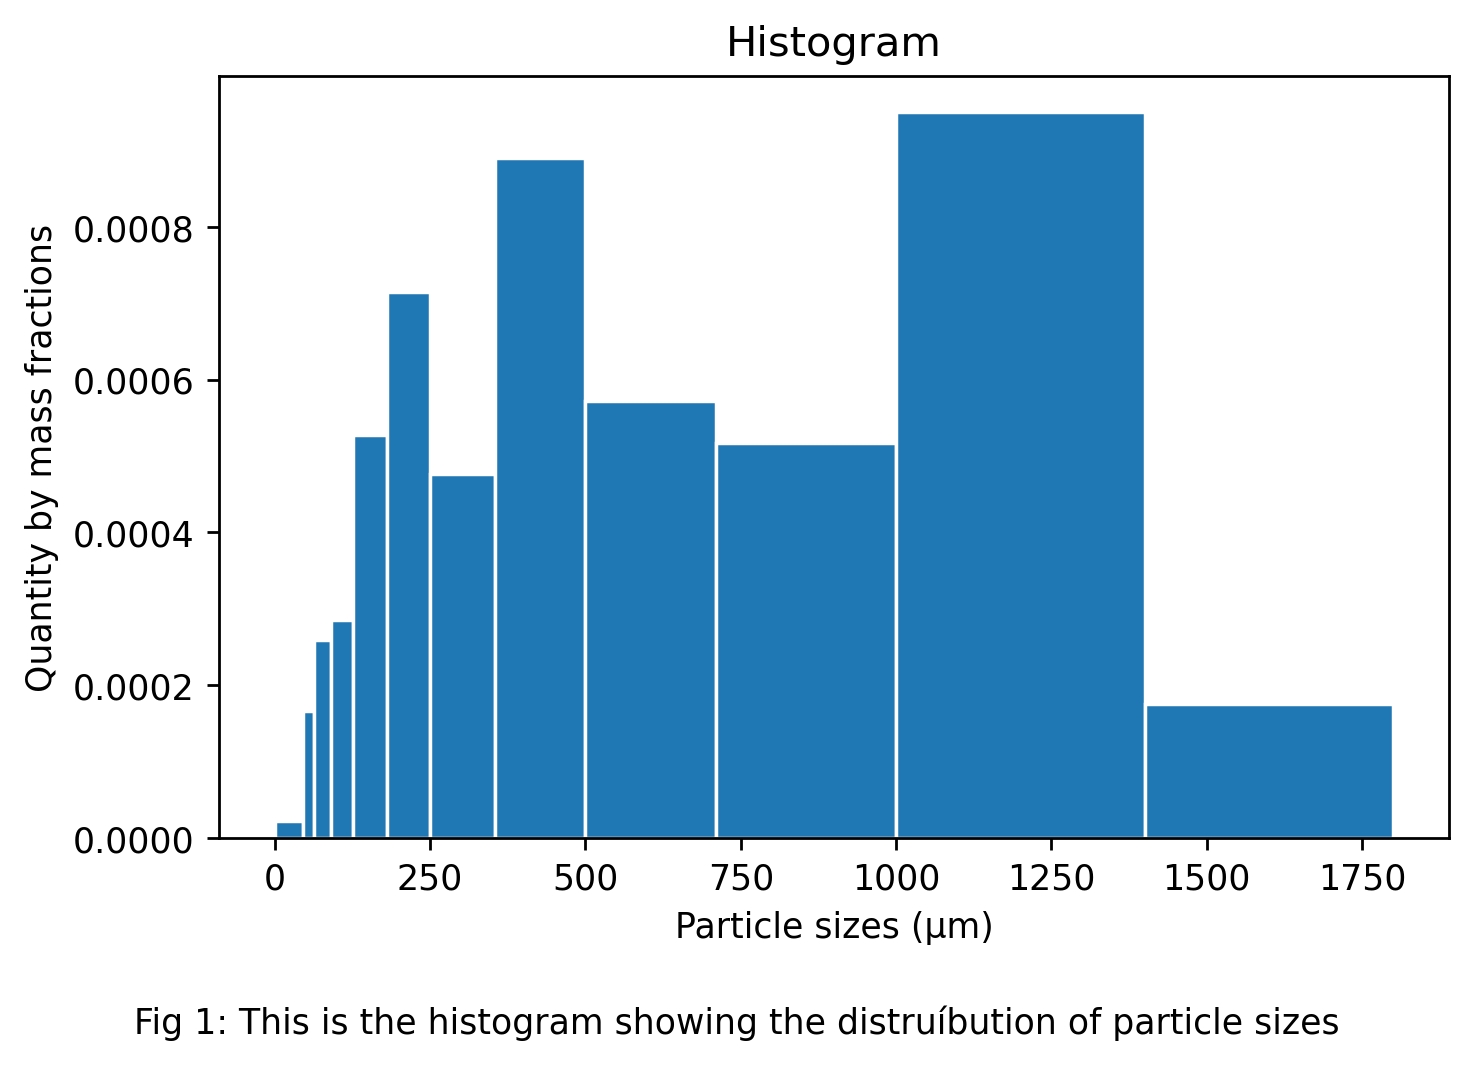 Histogram
Quantity by mass fractions
0.0008
0.0006
0.0004
0.0002
0.0000
0 250 500 750 1000 1250 1500 1750
Particle sizes (μm)
Fig 1: This is the histogram showing the distruíbution of particle sizes